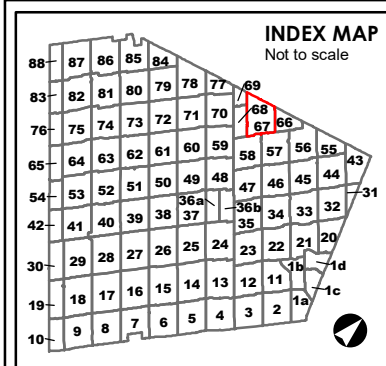 INDEX MAP
Not to scale
88 87 86 85 84
83 82 81 80 79 78 77 69
76 75 74 73 72 71 70 68 67 66
65 64 63 62 61 60 59 58 57 56 55 43
54 53 52 51 50 49 48 47 46 45 44 31
42 41 40 39 38 37 36a 36b 35 34 33 32
30 29 28 27 26 25 24 23 22 21 20
19 18 17 16 15 14 13 12 11 1b 1d
10 9 8 7 6 5 4 3 2 1a 1c